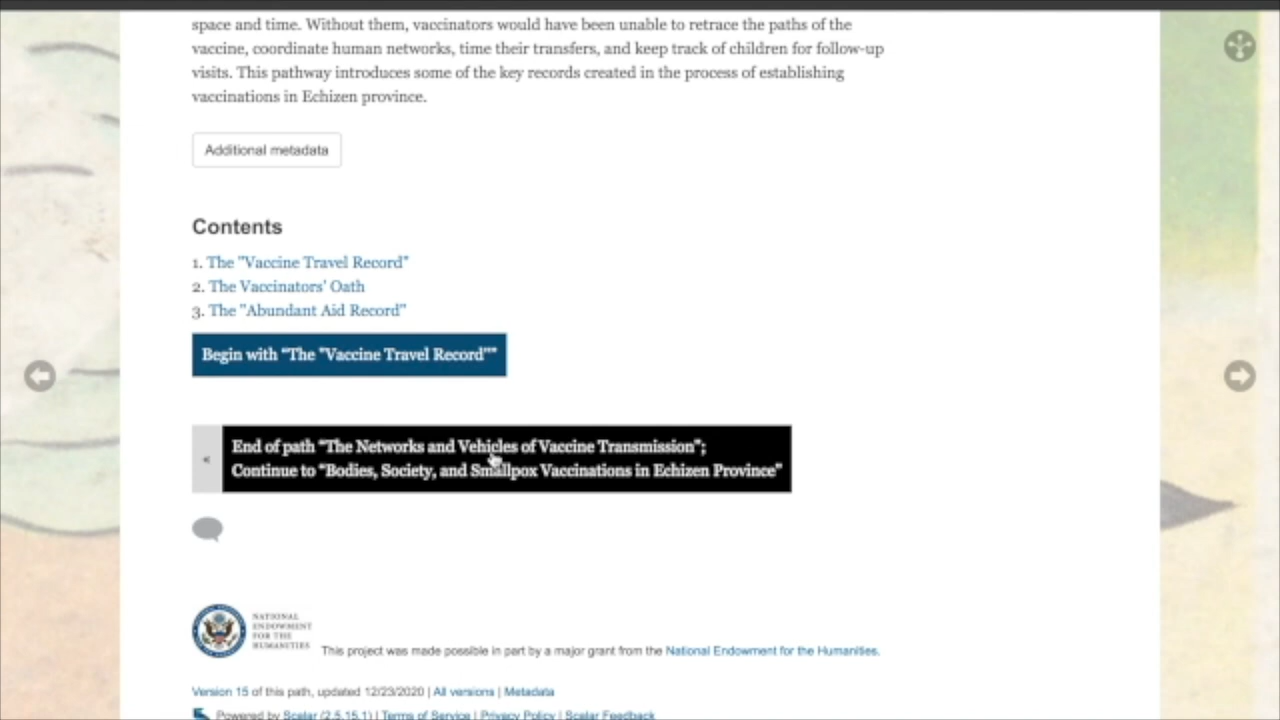 space and time. Without them, vaccinators would have been unable to retrace the paths of the
vaccine, coordinate human networks, time their transfers, and keep track of children for follow-up
visits. This pathway introduces some of the key records created in the process of establishing
vaccinations in Echizen province.
Additional metadata
Contents
1. The "Vaccine Travel Record"
2. The Vaccinators' Oath
3. The "Abundant Aid Record"
Begin with “The "Vaccine Travel Record"”
«
End of path “The Networks and Vehicles of Vaccine Transmission”;
Continue to “Bodies, Society, and Smallpox Vaccinations in Echizen Province”
NATIONAL
ENDOWMENT
FOR THE
HUMANITIES
This project was made possible in part by a major grant from the National Endowment for the Humanities.
Version 15 of this path, updated 12/23/2020 | All versions | Metadata
Powered by Scalar (2.5.15.1) | Terms of Service | Privacy Policy | Scalar Feedback